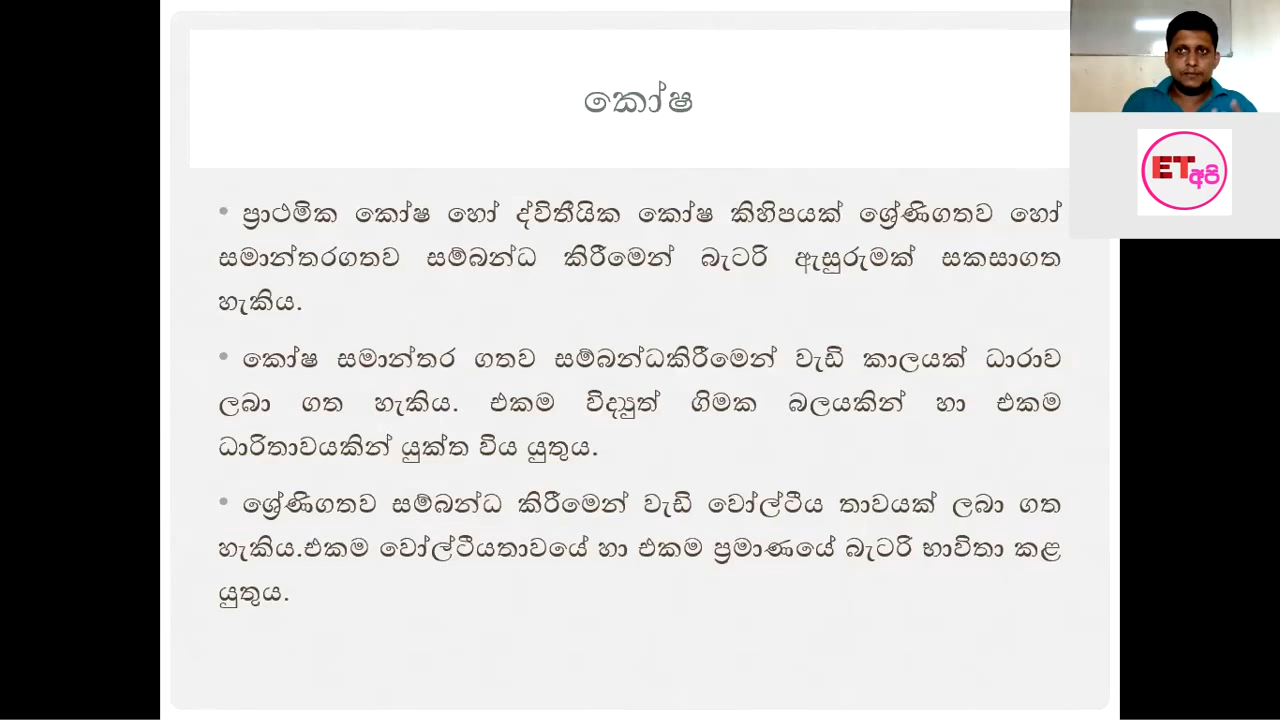 කෝෂ
ET
අපි
• ප්‍රාථමික කෝෂ හෝ ද්විතීයික කෝෂ කිහිපයක් ශ්‍රේණිගතව හෝ
සමාන්තරගතව සම්බන්ධ කිරීමෙන් බැටරි ඇසුරුමක් සකසාගත
හැකිය.
• කෝෂ සමාන්තර ගතව සම්බන්ධකිරීමෙන් වැඩි කාලයක් ධාරාව
ලබා ගත හැකිය. එකම විද්‍යුත් ගිමක බලයකින් හා එකම
ධාරිතාවයකින් යුක්ත විය යුතුය.
• ශ්‍රේණිගතව සම්බන්ධ කිරීමෙන් වැඩි වෝල්ටීය තාවයක් ලබා ගත
හැකිය.එකම වෝල්ටීයතාවයේ හා එකම ප්‍රමාණයේ බැටරි භාවිතා කළ
යුතුය.